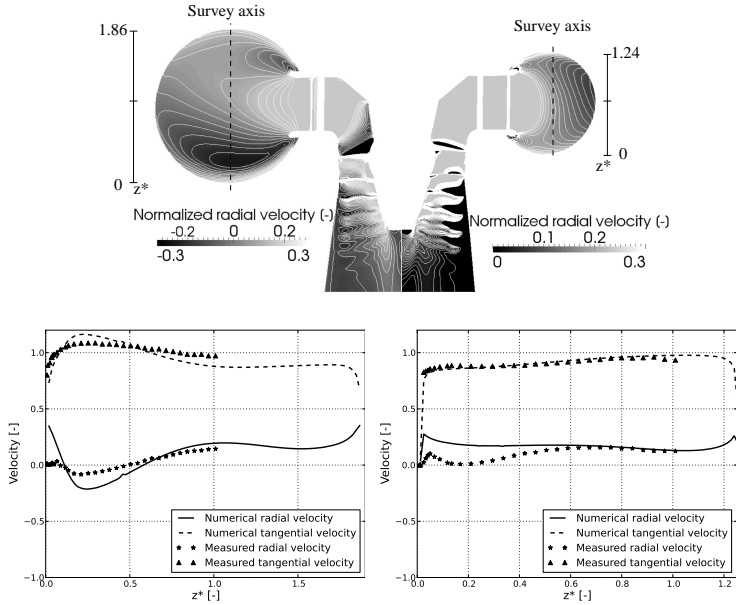 Survey axis
1.86
0
z*
Survey axis
1.24
0
z*
Normalized radial velocity (-)
-0.2 0 0.2
-0.3 0.3
Normalized radial velocity (-)
0.1 0.2
0 0.3
1.0
0.5
0.0
−0.5
−1.0
Velocity [-]
Numerical radial velocity
Numerical tangential velocity
Measured radial velocity
Measured tangential velocity
0.0 0.5 1.0 1.5
z* [-]
1.0
0.5
0.0
−0.5
−1.0
Velocity [-]
Numerical radial velocity
Numerical tangential velocity
Measured radial velocity
Measured tangential velocity
0.0 0.2 0.4 0.6 0.8 1.0 1.2
z* [-]